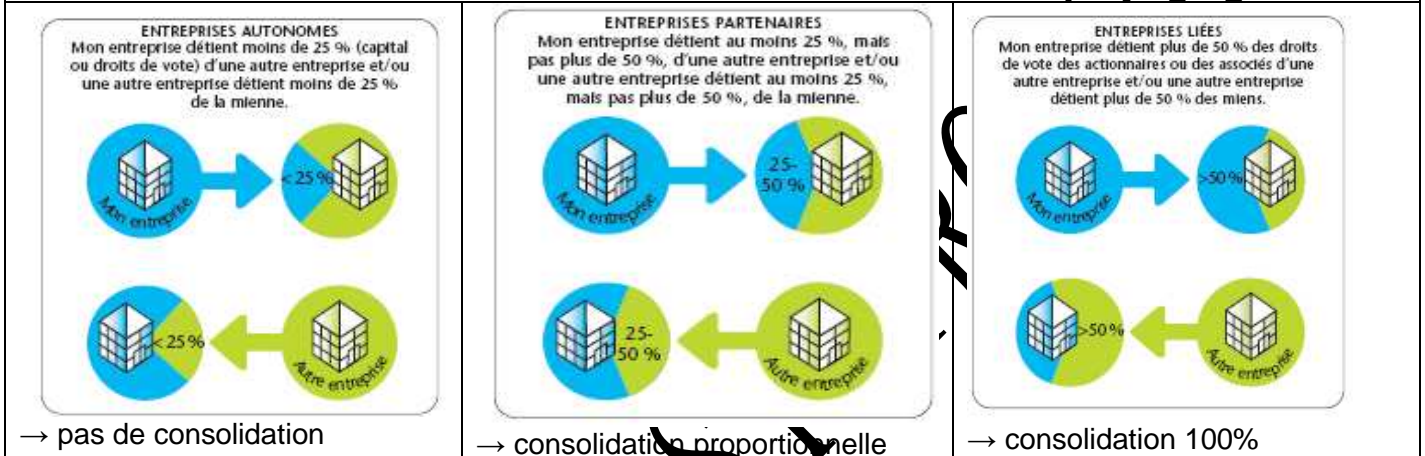 ENTREPRISES AUTONOMES
Mon entreprise détient moins de 25 % (capital
ou droits de vote) d'une autre entreprise et/ou
une autre entreprise détient moins de 25 %
de la mienne.
< 25 %
Mon entreprise
< 25 %
Autre entreprise
→ pas de consolidation
ENTREPRISES PARTENAIRES
Mon entreprise détient au moins 25 %, mais
pas plus de 50 %, d'une autre entreprise et/ou
une autre entreprise détient au moins 25 %,
mais pas plus de 50 %, de la mienne.
25-
50 %
Mon entreprise
25-
50 %
Autre entreprise
→ consolidation proportionnelle
ENTREPRISES LIÉES
Mon entreprise détient plus de 50 % des droits
de vote des actionnaires ou des associés d'une
autre entreprise et/ou une autre entreprise
détient plus de 50 % des miens.
>50 %
Mon entreprise
>50 %
Autre entreprise
→ consolidation 100%